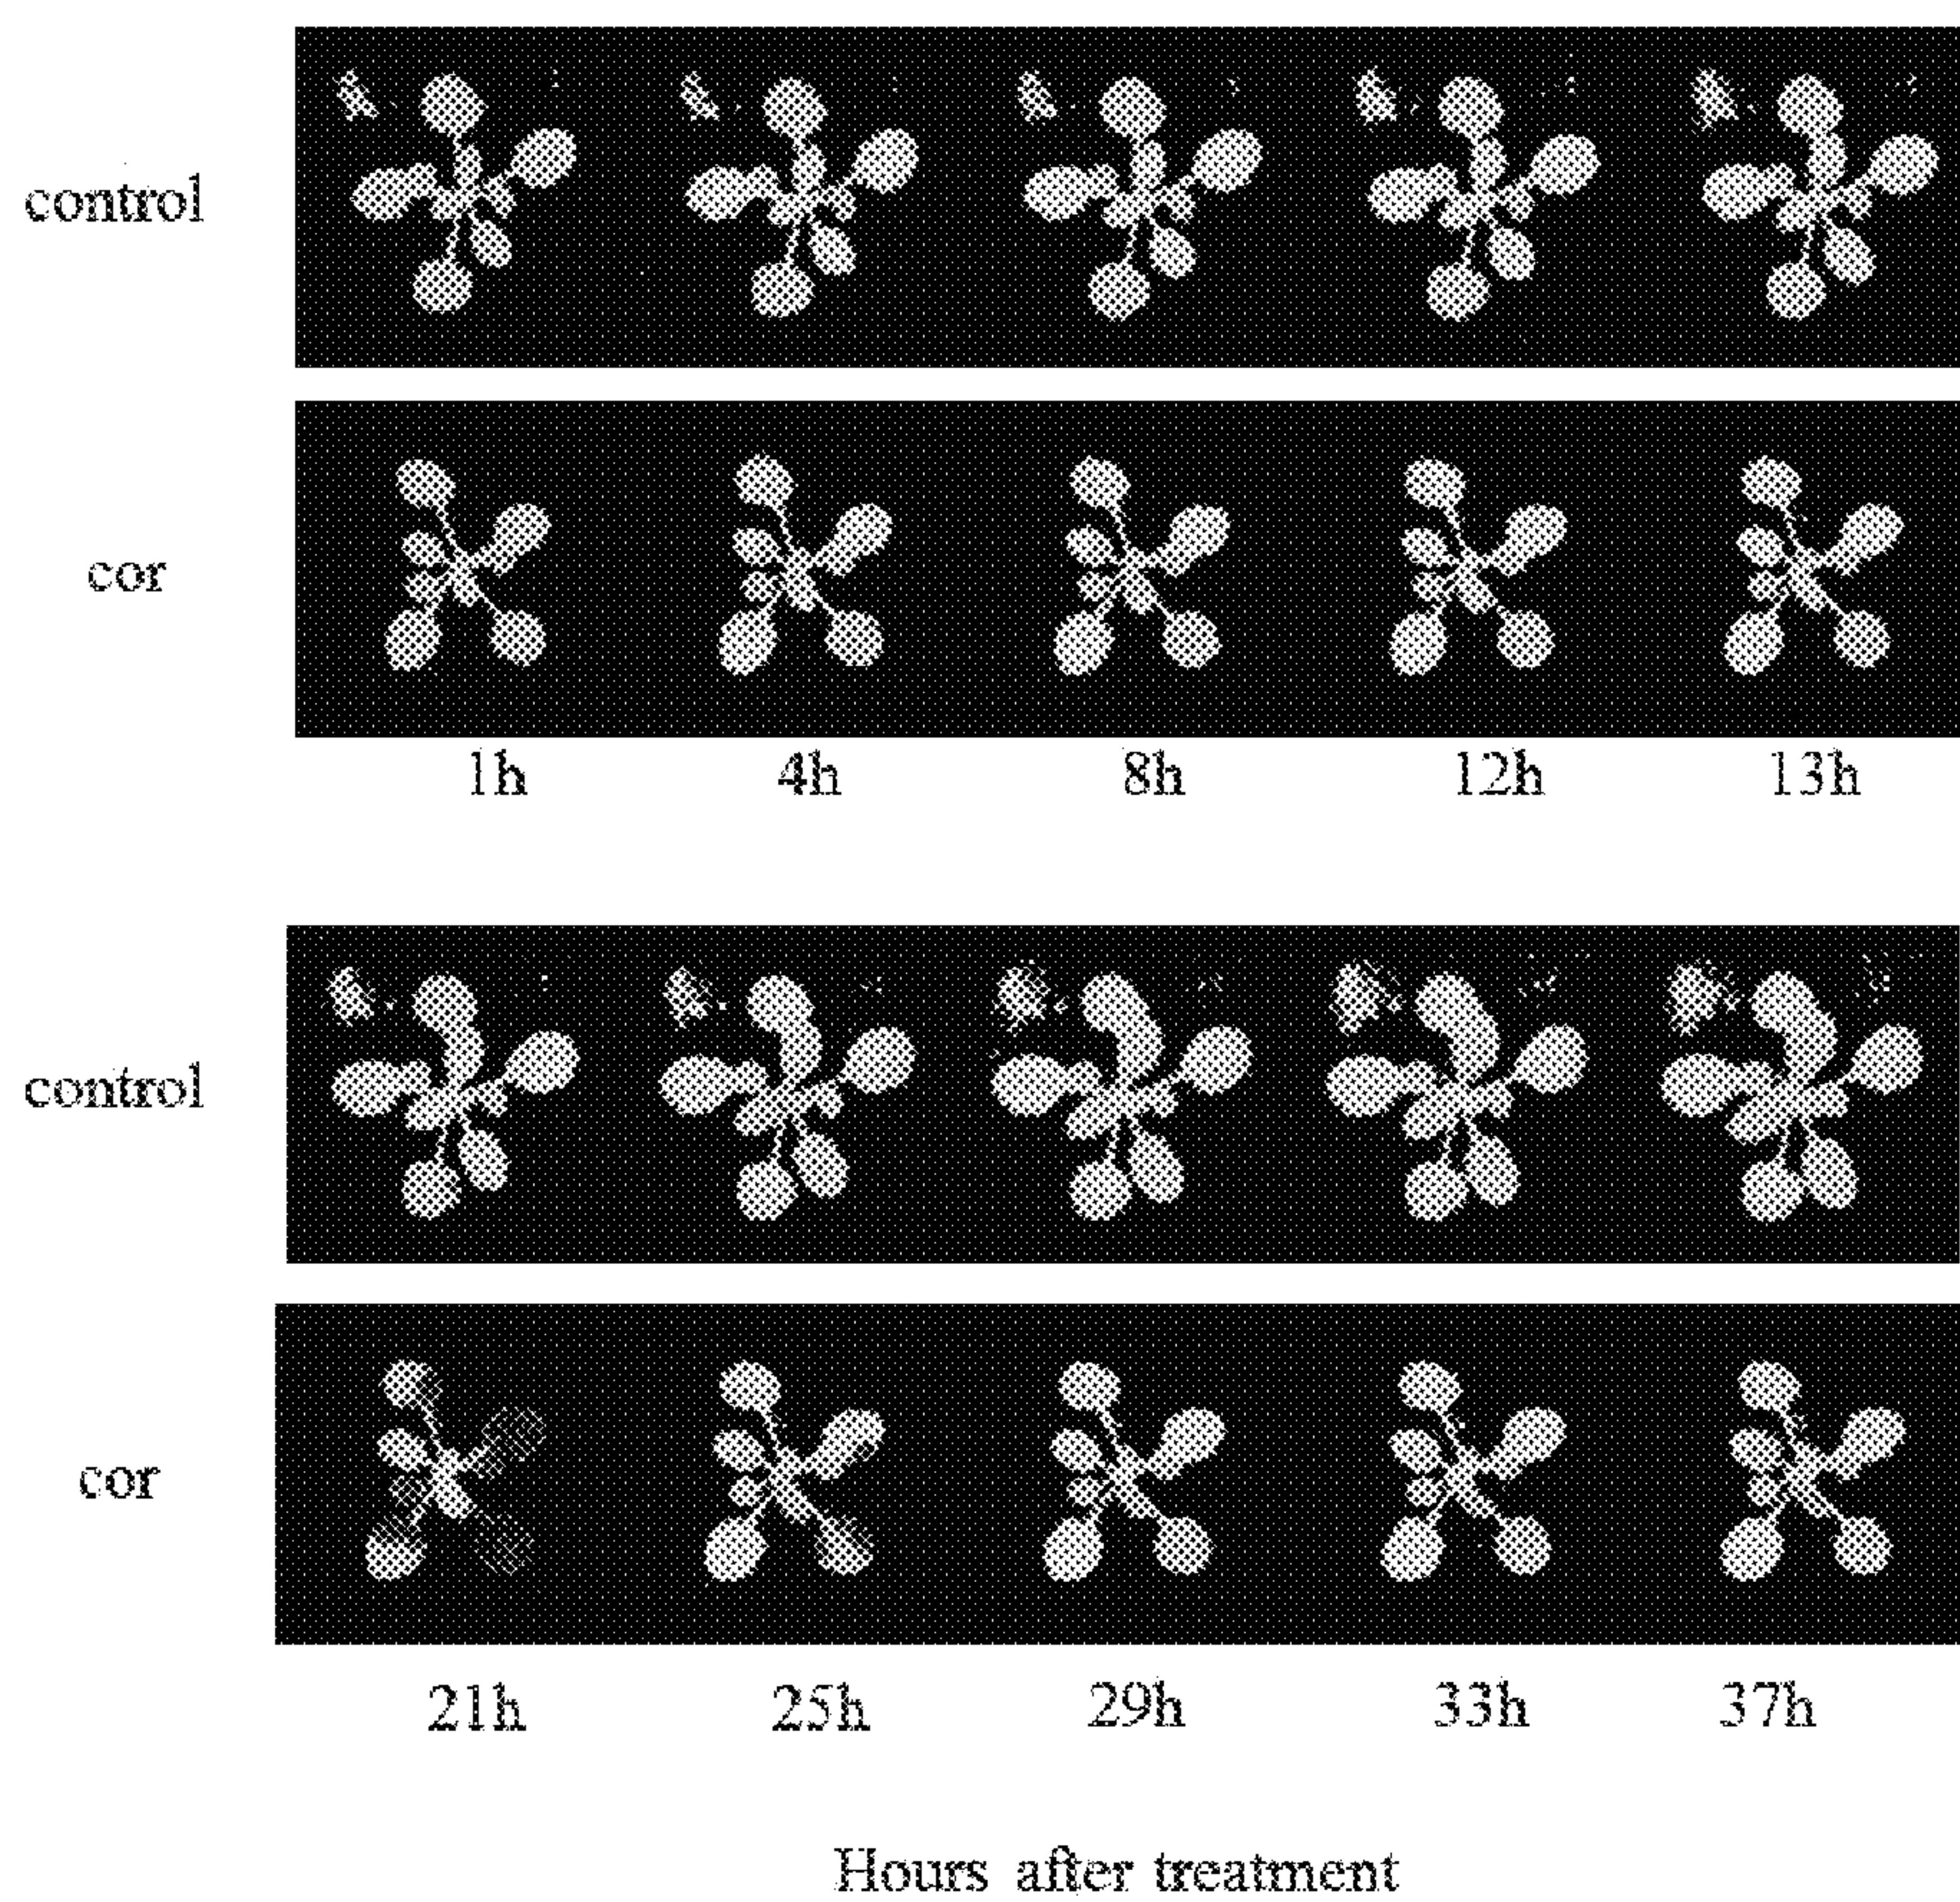 control
cor
1h 4h 8h 12h 13h
control
cor
21h 25h 29h 33h 37h
Hours after treatment